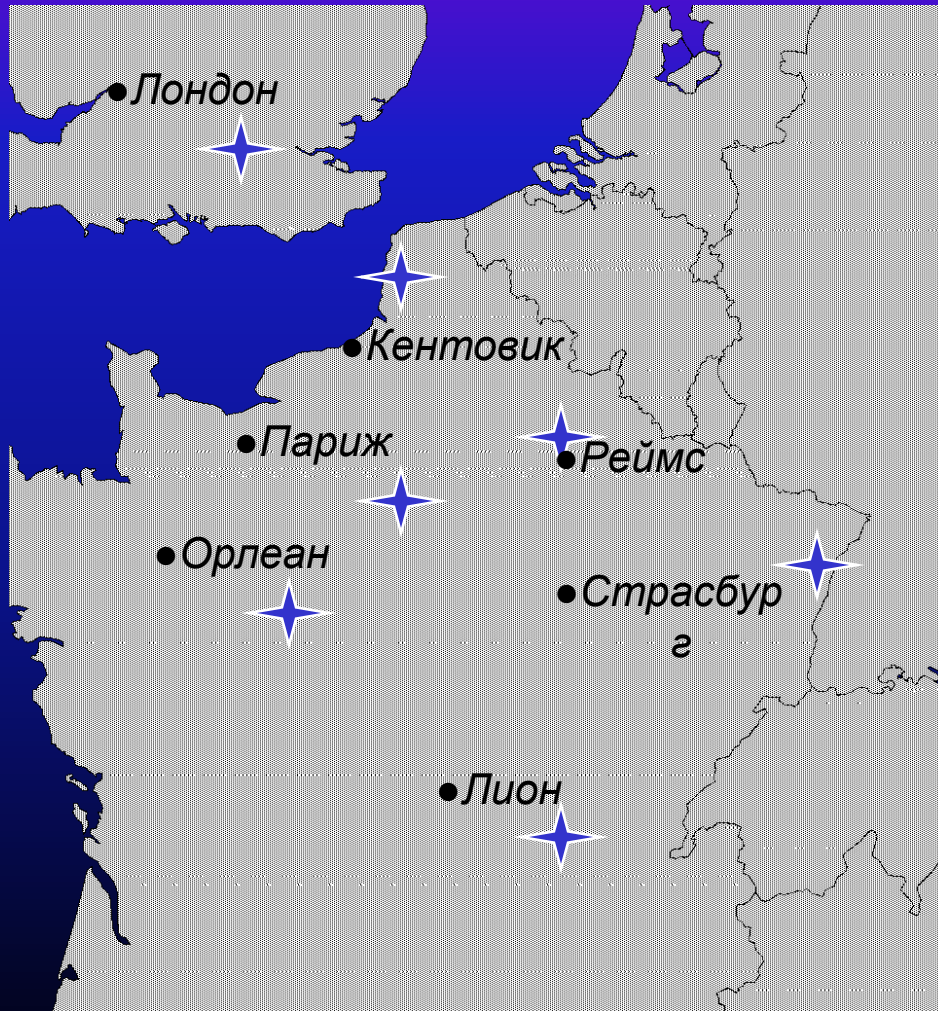 Лондон
Кентовик
Париж
Реймс
Орлеан
Страсбур
г
Лион